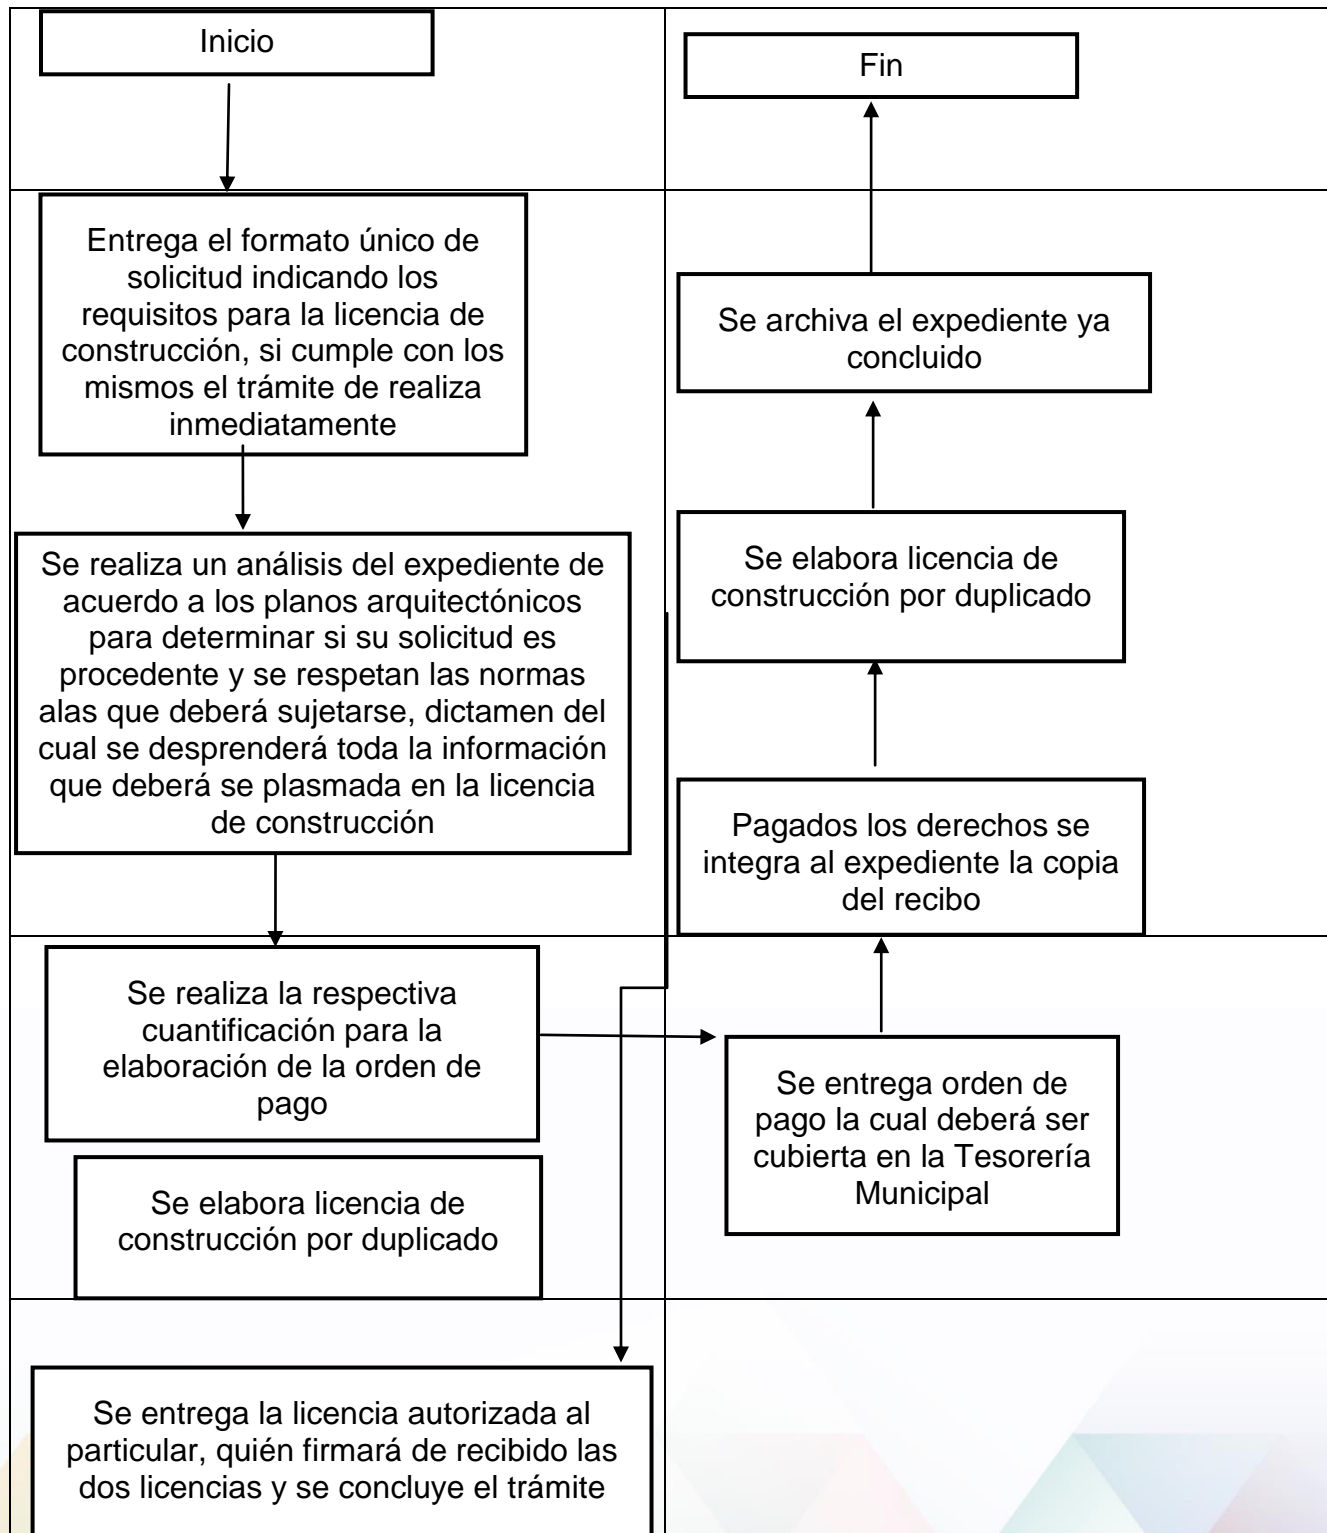 Inicio
Entrega el formato único de
solicitud indicando los
requisitos para la licencia de
construcción, si cumple con los
mismos el trámite de realiza
inmediatamente
Se realiza un análisis del expediente de
acuerdo a los planos arquitectónicos
para determinar si su solicitud es
procedente y se respetan las normas
alas que deberá sujetarse, dictamen del
cual se desprenderá toda la información
que deberá se plasmada en la licencia
de construcción
Se realiza la respectiva
cuantificación para la
elaboración de la orden de
pago
Se elabora licencia de
construcción por duplicado
Se entrega la licencia autorizada al
particular, quién firmará de recibido las
dos licencias y se concluye el trámite
Fin
Se archiva el expediente ya
concluido
Se elabora licencia de
construcción por duplicado
Pagados los derechos se
integra al expediente la copia
del recibo
Se entrega orden de
pago la cual deberá ser
cubierta en la Tesorería
Municipal